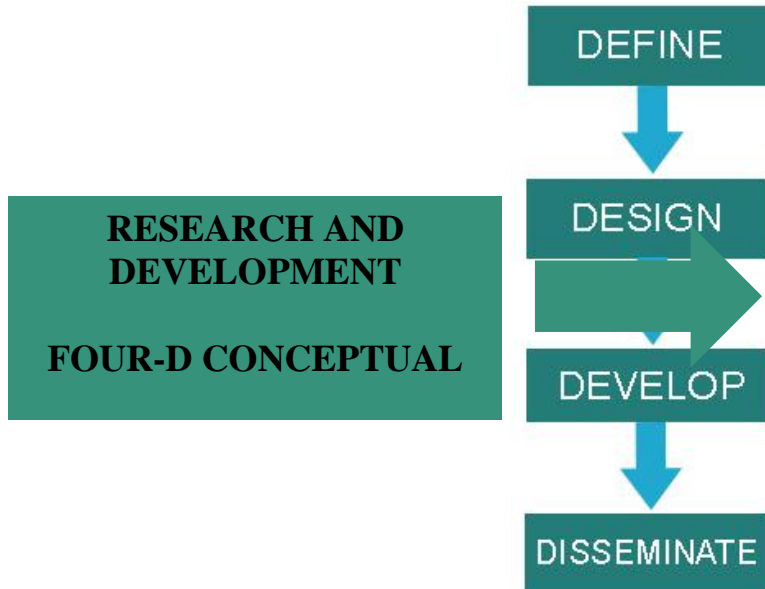 RESEARCH AND
DEVELOPMENT
FOUR-D CONCEPTUAL
DEFINE
DESIGN
DEVELOP
DISSEMINATE